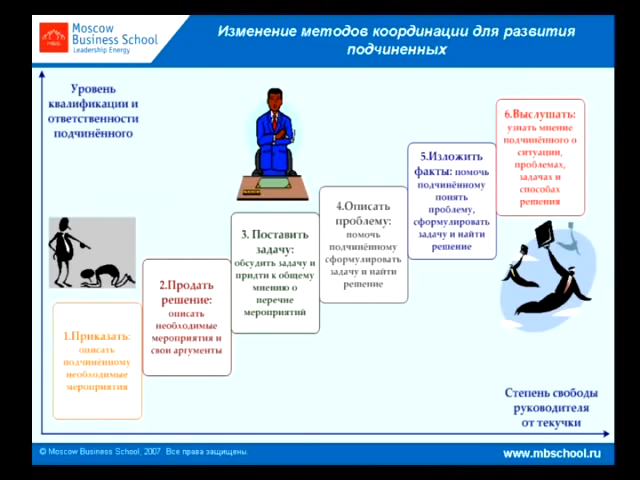 Moscow
Business School
Leadership Energy
Изменение методов координации для развития
подчиненных
Уровень
квалификации и
ответственности
подчинённого
6.Выслушать:
узнать мнение
подчинённого о
ситуации,
проблемах,
задачах и
способах
решения
5.Изложить
факты: помочь
подчинённому
понять
проблему,
сформулировать
задачу и найти
решение
4.Описать
проблему:
помочь
подчинённому
сформулировать
задачу и найти
решение
3. Поставить
задачу:
обсудить задачу и
придти к общему
мнению о
перечне
мероприятий
2.Продать
решение:
описать
необходимые
мероприятия и
свои аргументы
1.Приказать:
описать
подчинённому
необходимые
мероприятия
Степень свободы
руководителя
от текучки
© Moscow Business School, 2007. Все права защищены.
www.mbschool.ru